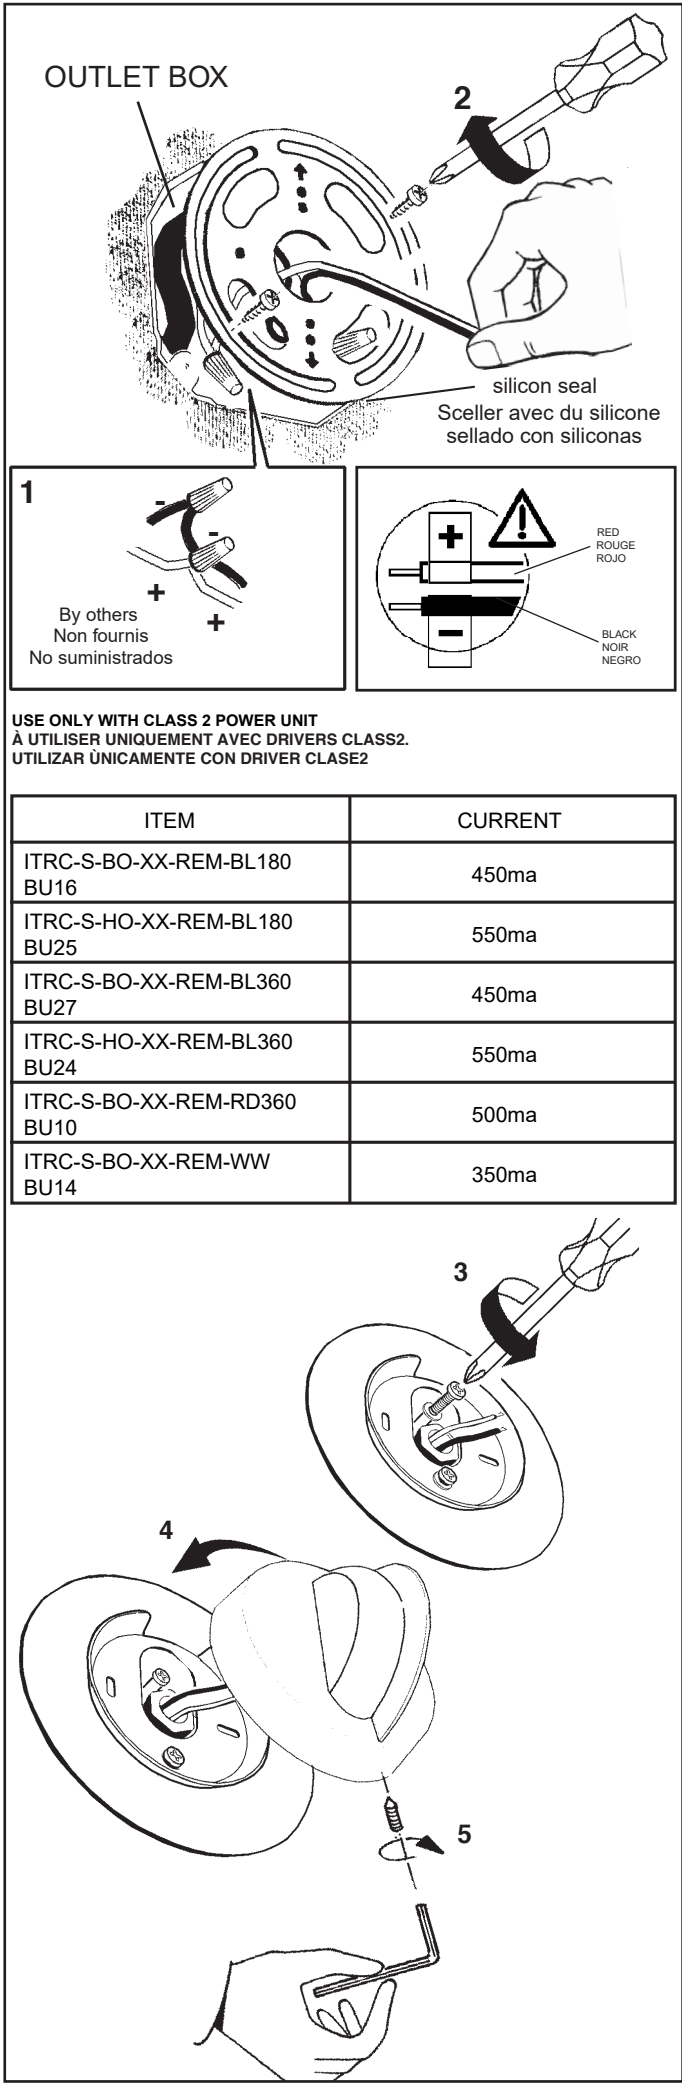 OUTLET BOX
2
silicon seal
Sceller avec du silicone
sellado con siliconas
1
-
-
+
+
By others
Non fournis
No suministrados
+
!
RED
ROUGE
ROJO
BLACK
NOIR
NEGRO
-
USE ONLY WITH CLASS 2 POWER UNIT
À UTILISER UNIQUEMENT AVEC DRIVERS CLASS2.
UTILIZAR ÙNICAMENTE CON DRIVER CLASE2
ITEM CURRENT
ITRC-S-BO-XX-REM-BL180
BU16
450ma
ITRC-S-HO-XX-REM-BL180
BU25
550ma
ITRC-S-BO-XX-REM-BL360
BU27
450ma
ITRC-S-HO-XX-REM-BL360
BU24
550ma
ITRC-S-BO-XX-REM-RD360
BU10
500ma
ITRC-S-BO-XX-REM-WW
BU14
350ma
3
4
5